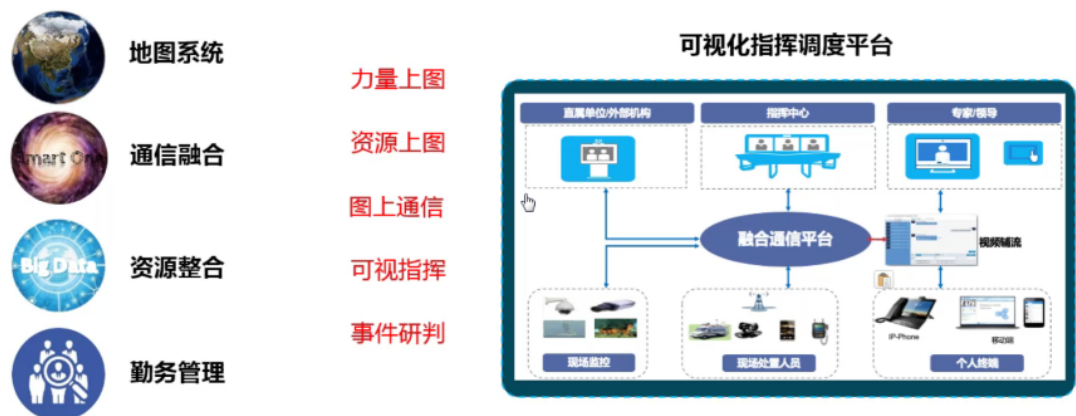 地图系统
Smart One
通信融合
Big Data
资源整合
勤务管理
力量上图
资源上图
图上通信
可视指挥
事件研判
可视化指挥调度平台
直属单位/外部机构
指挥中心
专家/领导
融合通信平台
视频辅流
现场监控
现场处置人员
IP-Phone
移动端
个人终端